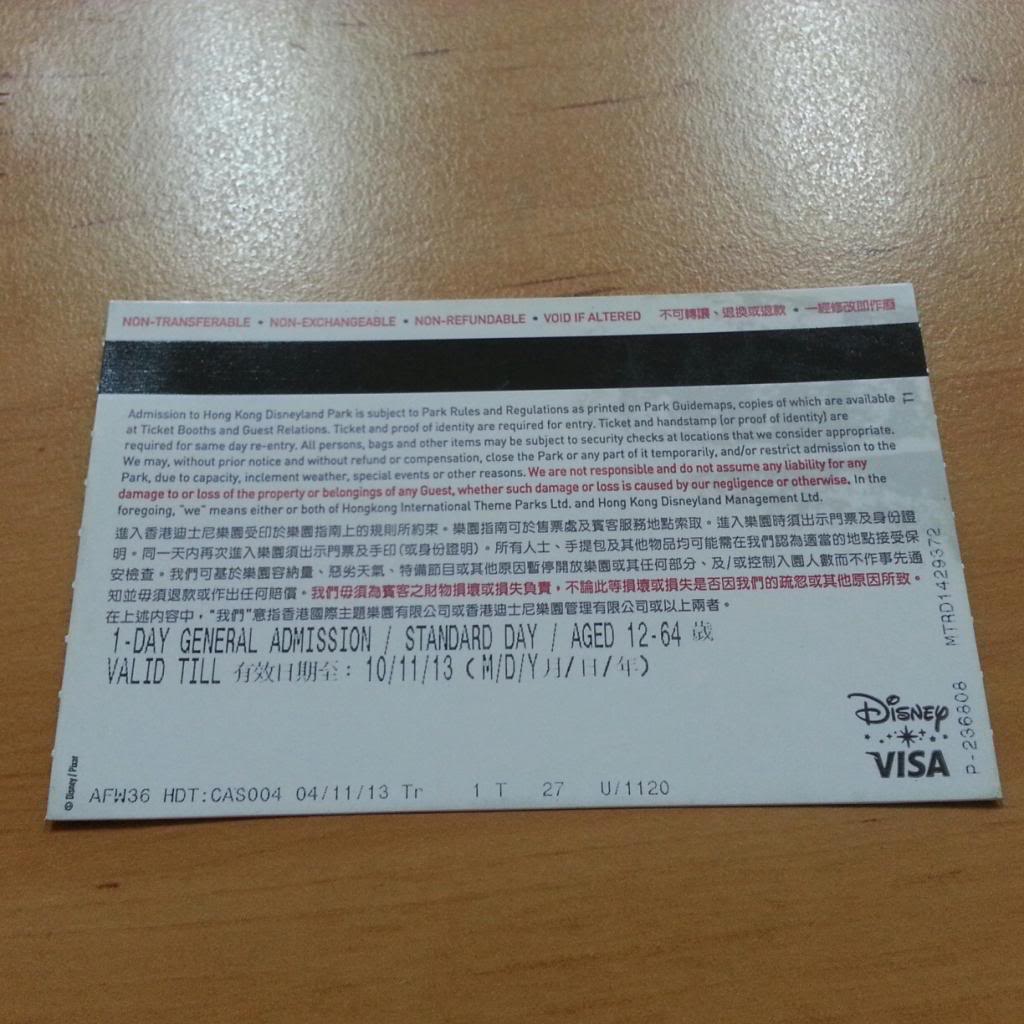 NON-TRANSFERABLE • NON-EXCHANGEABLE • NON-REFUNDABLE • VOID IF ALTERED 不可轉讓、退換或退款 • 一經修改即作廢
Admission to Hong Kong Disneyland Park is subject to Park Rules and Regulations as printed on Park Guidemaps, copies of which are available
at Ticket Booths and Guest Relations. Ticket and proof of identity are required for entry. Ticket and handstamp (or proof of identity) are
required for same day re-entry. All persons, bags and other items may be subject to security checks at locations that we consider appropriate.
We may, without prior notice and without refund or compensation, close the Park or any part of it temporarily, and/or restrict admission to the
Park, due to capacity, inclement weather, special events or other reasons. We are not responsible and do not assume any liability for any
damage to or loss of the property or belongings of any Guest, whether such damage or loss is caused by our negligence or otherwise. In the
foregoing, "we" means either or both of Hongkong International Theme Parks Ltd. and Hong Kong Disneyland Management Ltd.
進入香港迪士尼樂園受印於樂園指南上的規則所約束。樂園指南可於售票處及賓客服務地點索取。進入樂園時須出示門票及身份證
明。同一天内再次進入樂園須出示門票及手印(或身份證明)。所有人士、手提包及其他物品均可能需在我們認為適當的地點接受保
安檢查。我們可基於樂園容納量、惡劣天氣、特備節目或其他原因暫停開放樂園或其任何部分、及/或控制入園人數而不作事先通
知並毋須退款或作出任何賠償。我們毋須為賓客之財物損壞或損失負責，不論此等損壞或損失是否因我們的疏忽或其他原因所致。
在上述内容中，"我們"意指香港國際主題樂園有限公司或香港迪士尼樂園管理有限公司或以上兩者。
1-DAY GENERAL ADMISSION / STANDARD DAY / AGED 12-64 歲
VALID TILL 有效日期至: 10/11/13 (M/D/Y月/日/年)
Disney
VISA
© Disney / Pixar
AFW36 HDT:CAS004 04/11/13 Tr 1 T 27 U/1120
T1
MTRD1429372
P-236808